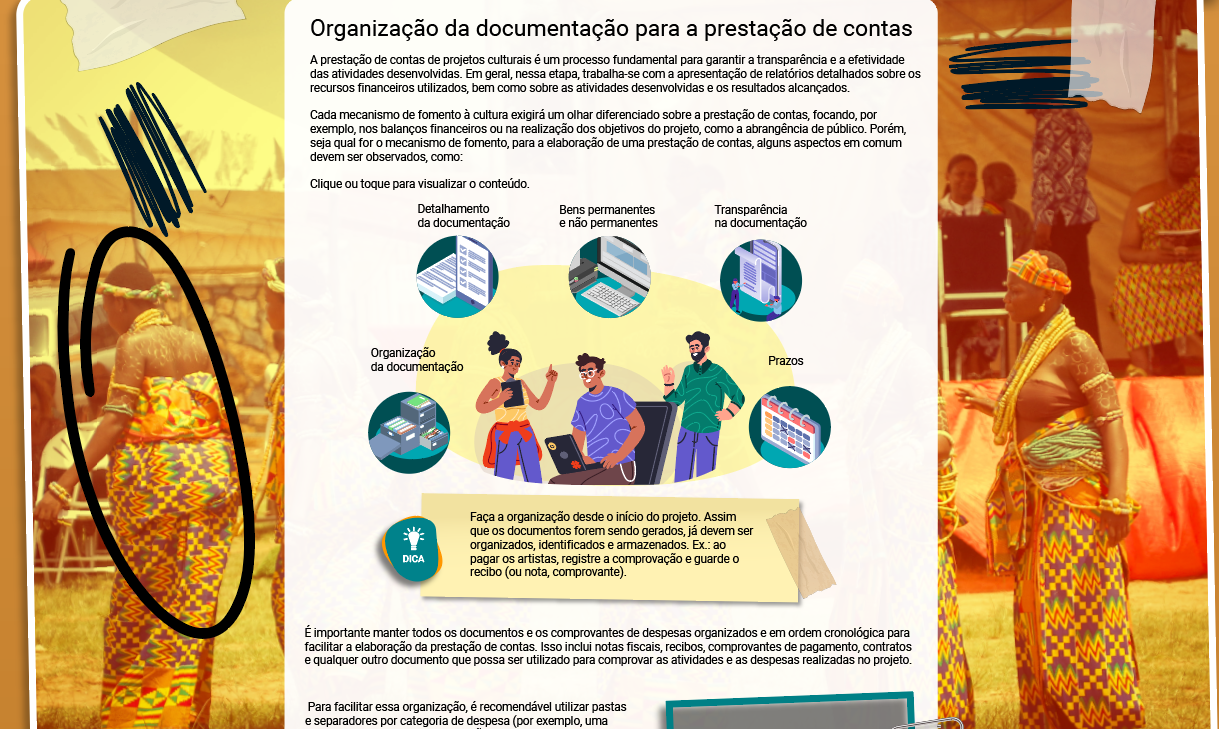 Organização da documentação para a prestação de contas
A prestação de contas de projetos culturais é um processo fundamental para garantir a transparência e a efetividade
das atividades desenvolvidas. Em geral, nessa etapa, trabalha-se com a apresentação de relatórios detalhados sobre os
recursos financeiros utilizados, bem como sobre as atividades desenvolvidas e os resultados alcançados.
Cada mecanismo de fomento à cultura exigirá um olhar diferenciado sobre a prestação de contas, focando, por
exemplo, nos balanços financeiros ou na realização dos objetivos do projeto, como a abrangência de público. Porém,
seja qual for o mecanismo de fomento, para a elaboração de uma prestação de contas, alguns aspectos em comum
devem ser observados, como:
Clique ou toque para visualizar o conteúdo.
Detalhamento
da documentação
Bens permanentes
e não permanentes
Transparência
na documentação
Organização
da documentação
Prazos
DICA
Faça a organização desde o início do projeto. Assim
que os documentos forem sendo gerados, já devem ser
organizados, identificados e armazenados. Ex.: ao
pagar os artistas, registre a comprovação e guarde o
recibo (ou nota, comprovante).
É importante manter todos os documentos e os comprovantes de despesas organizados e em ordem cronológica para
facilitar a elaboração da prestação de contas. Isso inclui notas fiscais, recibos, comprovantes de pagamento, contratos
e qualquer outro documento que possa ser utilizado para comprovar as atividades e as despesas realizadas no projeto.
Para facilitar essa organização, é recomendável utilizar pastas
e separadores por categoria de despesa (por exemplo, uma